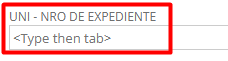 UNI - NRO DE EXPEDIENTE
<Type then tab>